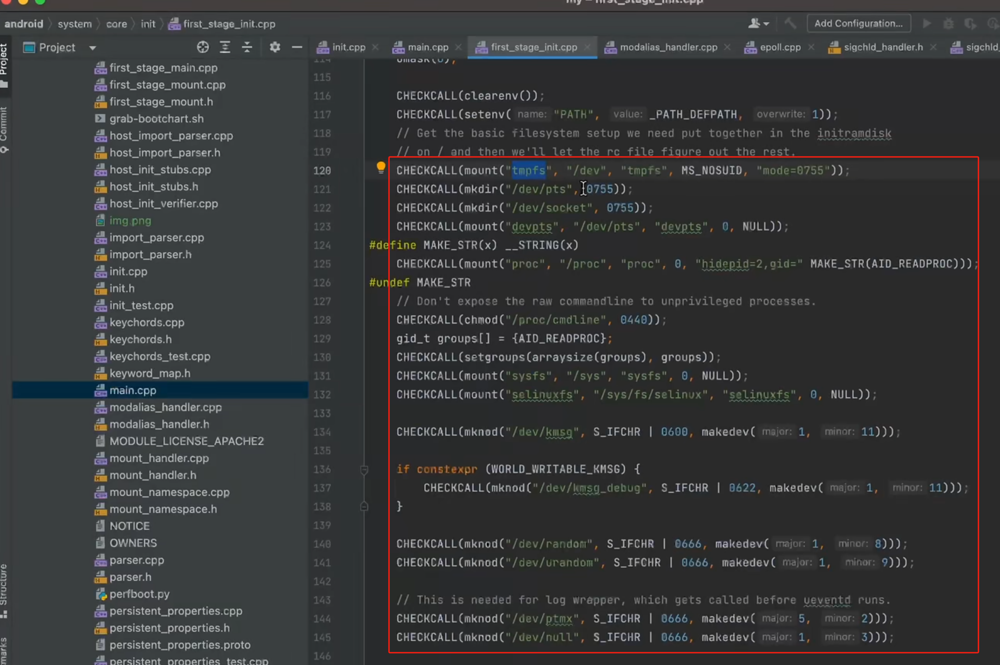 my – first_stage_init.cpp
android system core init first_stage_init.cpp
Add Configuration...
Project
init.cpp main.cpp first_stage_init.cpp modalias_handler.cpp epoll.cpp sigchld_handler.h sigchld_
Project
Commit
Structure
marks
first_stage_main.cpp
first_stage_mount.cpp
first_stage_mount.h
grab-bootchart.sh
host_import_parser.cpp
host_import_parser.h
host_init_stubs.cpp
host_init_stubs.h
host_init_verifier.cpp
img.png
import_parser.cpp
import_parser.h
init.cpp
init.h
init_test.cpp
keychords.cpp
keychords.h
keychords_test.cpp
keyword_map.h
main.cpp
modalias_handler.cpp
modalias_handler.h
MODULE_LICENSE_APACHE2
mount_handler.cpp
mount_handler.h
mount_namespace.cpp
mount_namespace.h
NOTICE
OWNERS
parser.cpp
parser.h
perfboot.py
persistent_properties.cpp
persistent_properties.h
persistent_properties.proto
persistent_properties_test.cpp
114 umask(0);
115
116 CHECKCALL(clearenv());
117 CHECKCALL(setenv( name: "PATH", value: _PATH_DEFPATH, overwrite: 1));
118 // Get the basic filesystem setup we need put together in the initramdisk
119 // on / and then we'll let the rc file figure out the rest.
120 CHECKCALL(mount("tmpfs", "/dev", "tmpfs", MS_NOSUID, "mode=0755"));
121 CHECKCALL(mkdir("/dev/pts", 0755));
122 CHECKCALL(mkdir("/dev/socket", 0755));
123 CHECKCALL(mount("devpts", "/dev/pts", "devpts", 0, NULL));
124 #define MAKE_STR(x) __STRING(x)
125 CHECKCALL(mount("proc", "/proc", "proc", 0, "hidepid=2,gid=" MAKE_STR(AID_READPROC)));
126 #undef MAKE_STR
127 // Don't expose the raw commandline to unprivileged processes.
128 CHECKCALL(chmod("/proc/cmdline", 0440));
129 gid_t groups[] = {AID_READPROC};
130 CHECKCALL(setgroups(arraysize(groups), groups));
131 CHECKCALL(mount("sysfs", "/sys", "sysfs", 0, NULL));
132 CHECKCALL(mount("selinuxfs", "/sys/fs/selinux", "selinuxfs", 0, NULL));
133
134 CHECKCALL(mknod("/dev/kmsg", S_IFCHR | 0600, makedev( major: 1, minor: 11)));
135
136 if constexpr (WORLD_WRITABLE_KMSG) {
137 CHECKCALL(mknod("/dev/kmsg_debug", S_IFCHR | 0622, makedev( major: 1, minor: 11)));
138 }
139
140 CHECKCALL(mknod("/dev/random", S_IFCHR | 0666, makedev( major: 1, minor: 8)));
141 CHECKCALL(mknod("/dev/urandom", S_IFCHR | 0666, makedev( major: 1, minor: 9)));
142
143 // This is needed for log wrapper, which gets called before ueventd runs.
144 CHECKCALL(mknod("/dev/ptmx", S_IFCHR | 0666, makedev( major: 5, minor: 2)));
145 CHECKCALL(mknod("/dev/null", S_IFCHR | 0666, makedev( major: 1, minor: 3)));
146